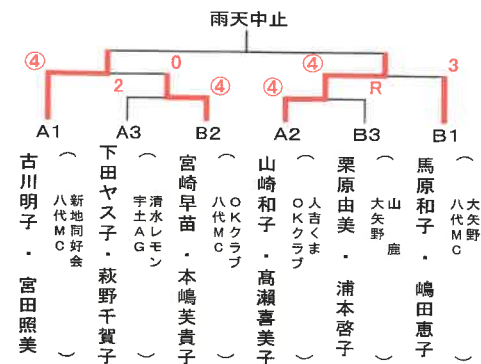 雨天中止
④ 0 ④ 3
2 ④ ④ R
A1 A3 B2 A2 B3 B1
古川明子・宮田照美
(新地同好会
八代MC)
下田ヤス子・萩野千賀子
(清水レモン
宇土AG)
宮崎早苗・本嶋芙貴子
(OKクラブ
八代MC)
山崎和子・髙瀬喜美子
(人吉くま
OKクラブ)
栗原由美・浦本啓子
(山鹿
大矢野)
馬原和子・嶋田恵子
(大矢野
八代MC)